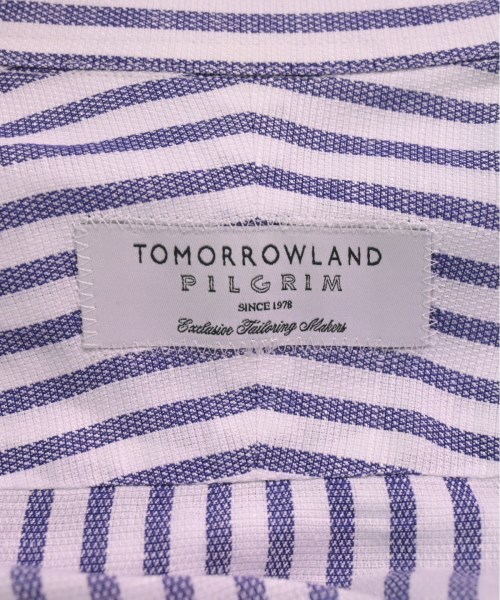 TOMORROWLAND
PILGRIM
SINCE 1978
Exclusive Tailoring Makers